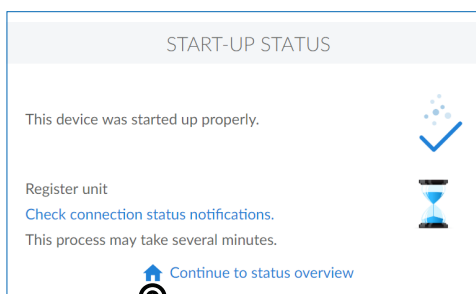 START-UP STATUS
This device was started up properly.
Register unit
Check connection status notifications.
This process may take several minutes.
Continue to status overview